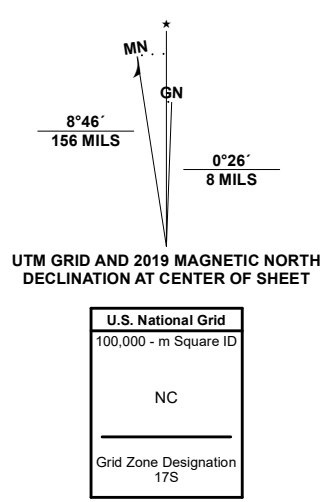 ★
MN
GN
8°46´
156 MILS
0°26´
8 MILS
UTM GRID AND 2019 MAGNETIC NORTH
DECLINATION AT CENTER OF SHEET
U.S. National Grid
100,000 - m Square ID
NC
Grid Zone Designation
17S